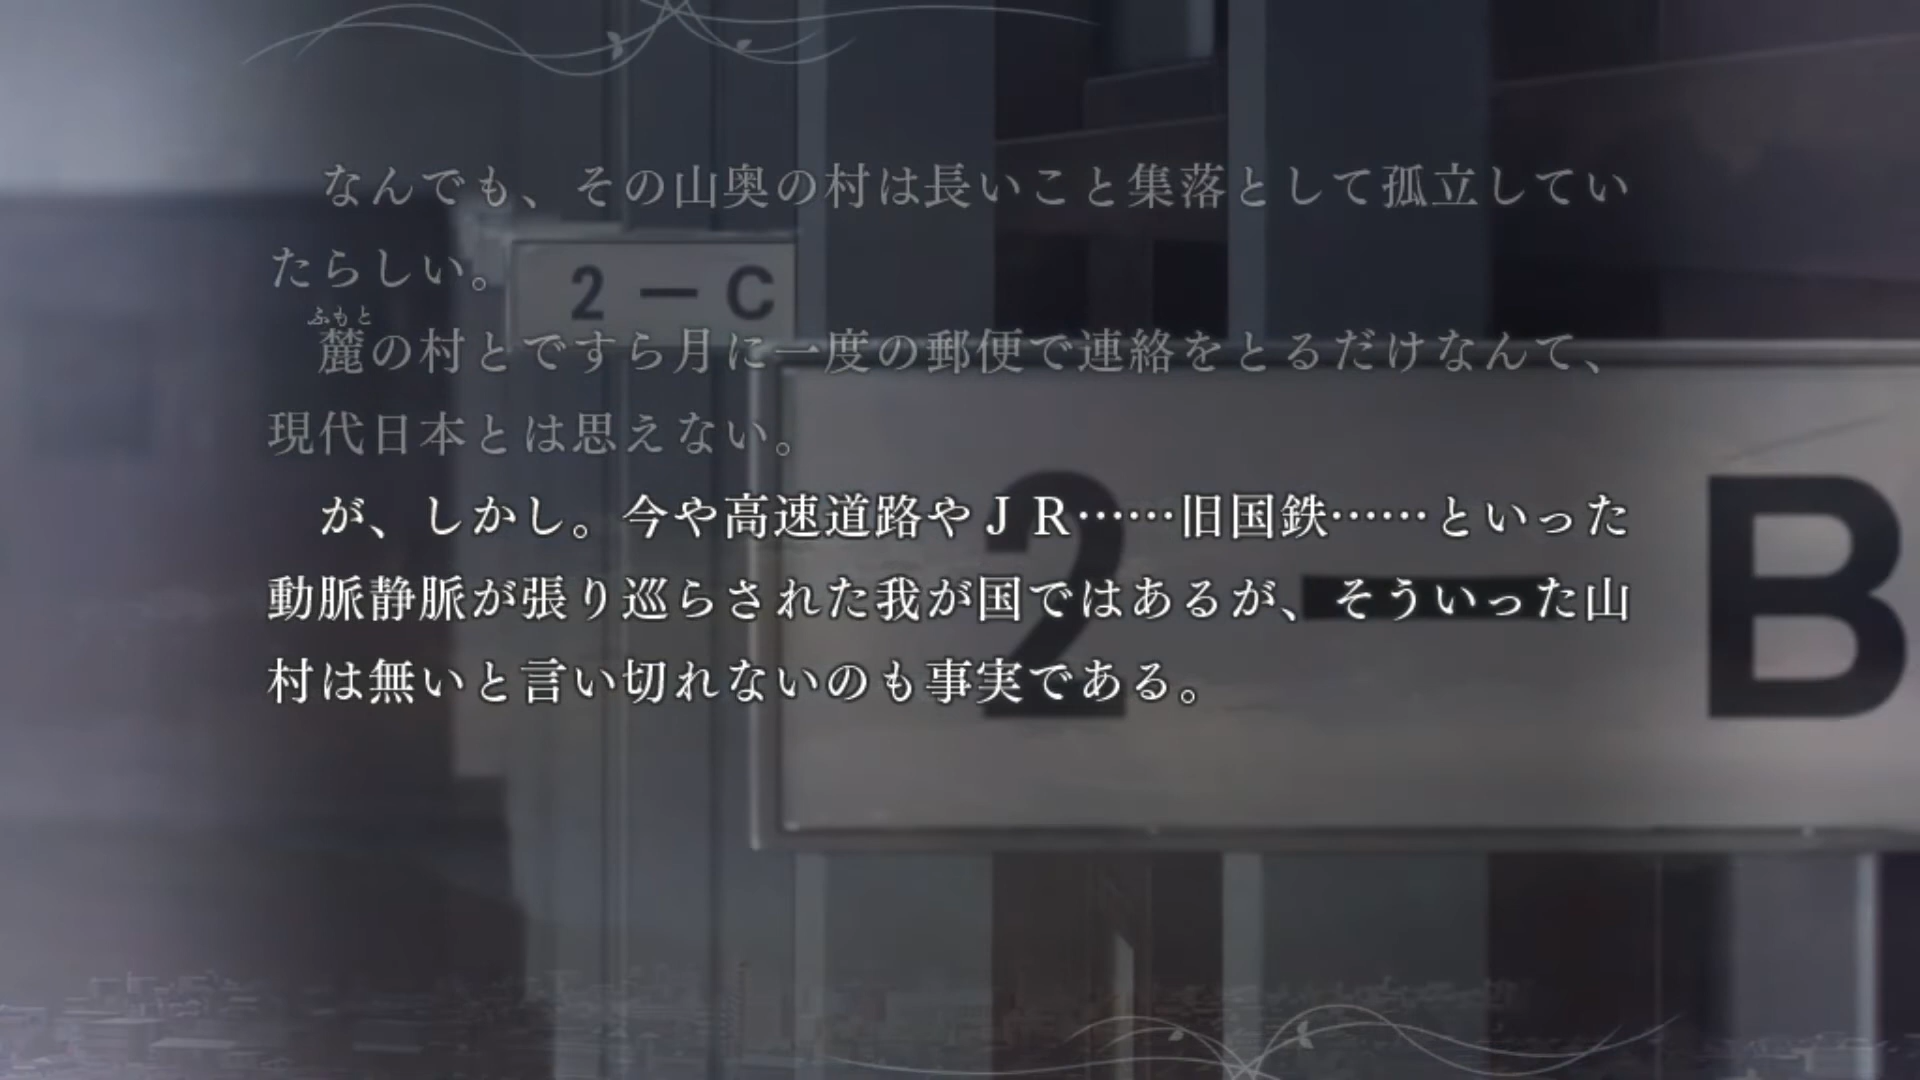 なんでも、その山奥の村は長いこと集落として孤立してい
たらしい。
2 ー C
ふもと
麓の村とですら月に一度の郵便で連絡をとるだけなんて、
現代日本とは思えない。
が、しかし。今や高速道路やＪＲ……旧国鉄……といった
動脈静脈が張り巡らされた我が国ではあるが、そういった山
村は無いと言い切れないのも事実である。
2 ー B